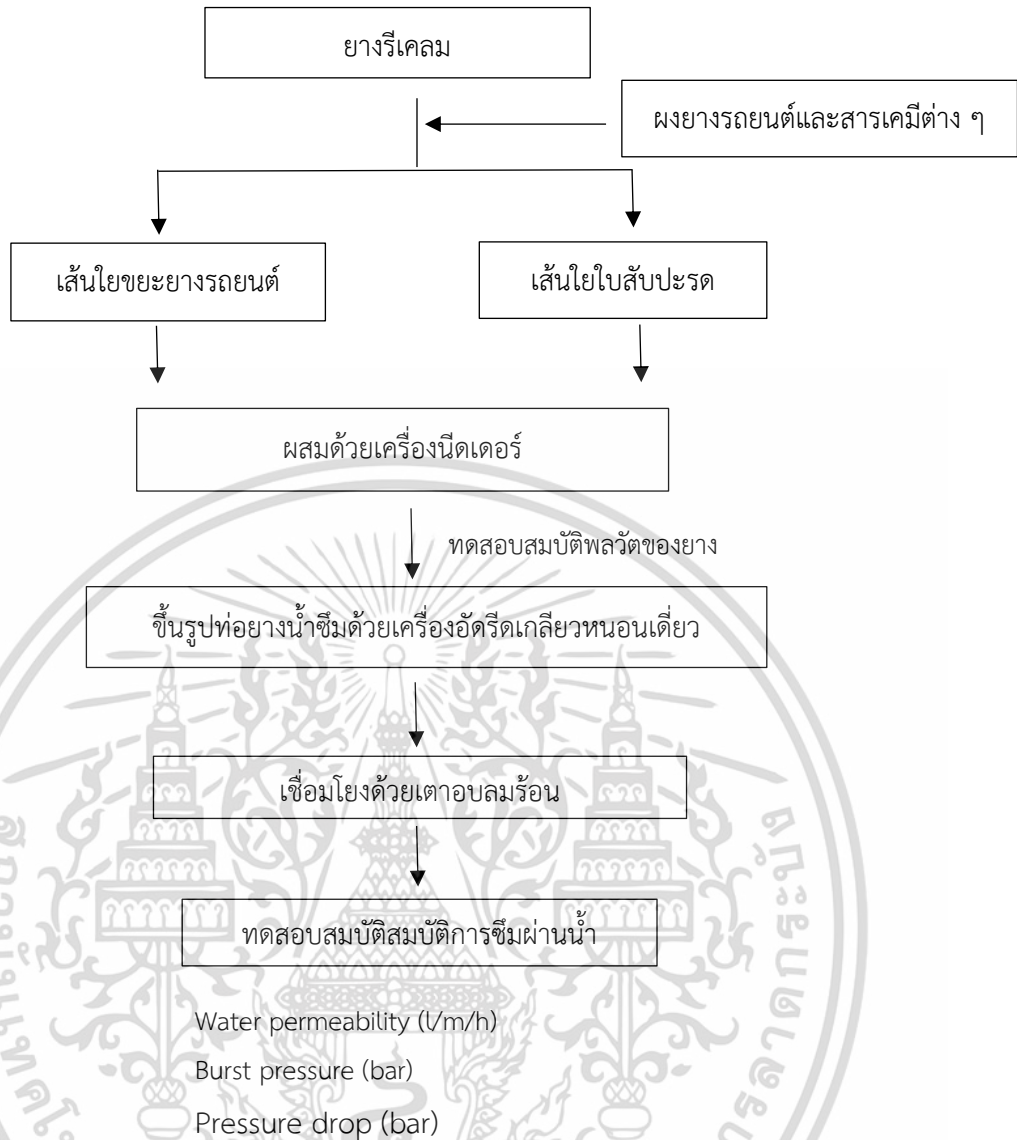 ยางรีเคลม
ผงยางรถยนต์และสารเคมีต่าง ๆ
เส้นใยขยะยางรถยนต์
เส้นใยใบสับปะรด
ผสมด้วยเครื่องนีดเดอร์
ทดสอบสมบัติพลวัตของยาง
ขึ้นรูปท่อยางน้ำซึมด้วยเครื่องอัดรีดเกลียวหนอนเดี่ยว
เชื่อมโยงด้วยเตาอบลมร้อน
ทดสอบสมบัติสมบัติการซึมผ่านน้ำ
Water permeability (l/m/h)
Burst pressure (bar)
Pressure drop (bar)